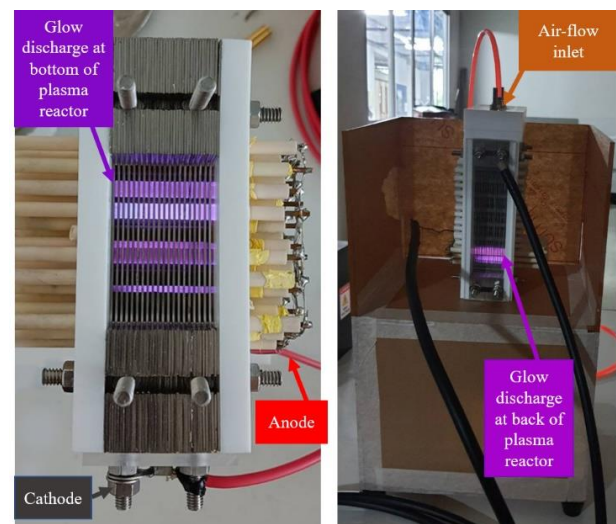 Glow
discharge at
bottom of
plasma
reactor
Anode
Cathode
Air-flow
inlet
Glow
discharge
at back of
plasma
reactor